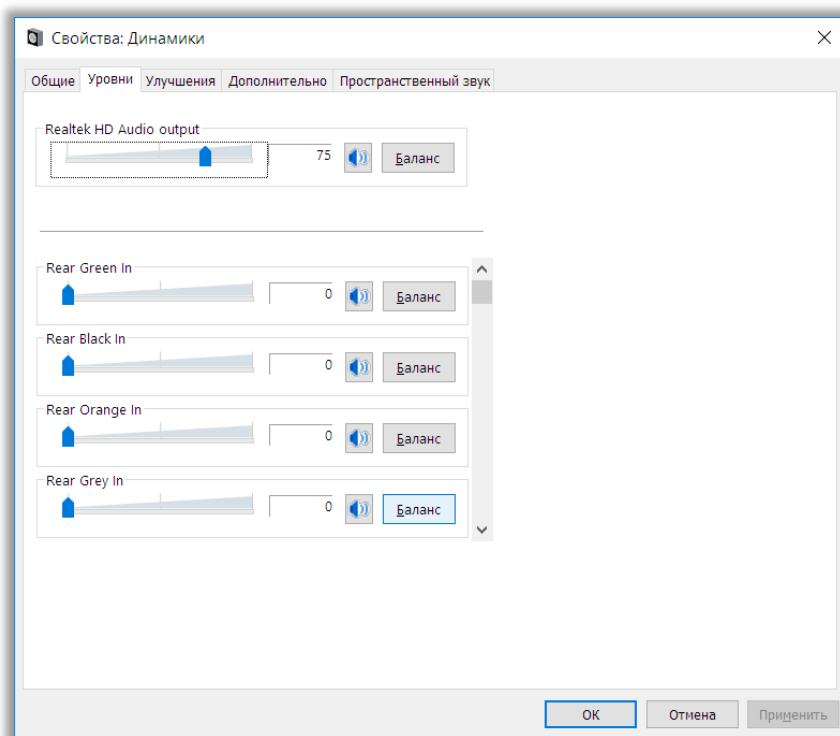 Свойства: Динамики
Общие Уровни Улучшения Дополнительно Пространственный звук
Realtek HD Audio output
75 Баланс
Rear Green In
0 Баланс
Rear Black In
0 Баланс
Rear Orange In
0 Баланс
Rear Grey In
0 Баланс
ОК Отмена Применить